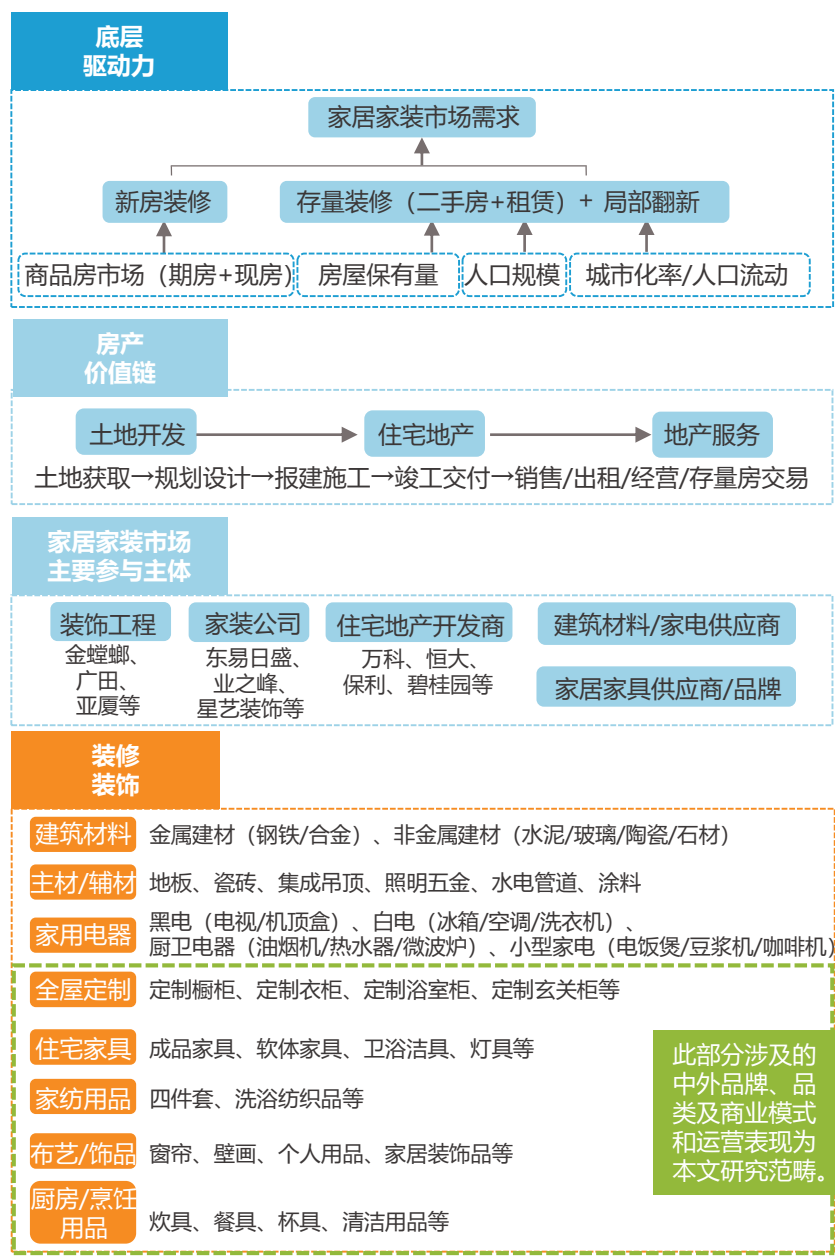 底层
驱动力
家居家装市场需求
新房装修
存量装修（二手房+租赁）+ 局部翻新
商品房市场（期房+现房）
房屋保有量
人口规模
城市化率/人口流动
房产
价值链
土地开发
住宅地产
地产服务
土地获取→规划设计→报建施工→竣工交付→销售/出租/经营/存量房交易
家居家装市场
主要参与主体
装饰工程
金螳螂、
广田、
亚厦等
家装公司
东易日盛、
业之峰、
星艺装饰等
住宅地产开发商
万科、恒大、
保利、碧桂园等
建筑材料/家电供应商
家居家具供应商/品牌
装修
装饰
建筑材料
金属建材（钢铁/合金）、非金属建材（水泥/玻璃/陶瓷/石材）
主材/辅材
地板、瓷砖、集成吊顶、照明五金、水电管道、涂料
家用电器
黑电（电视/机顶盒）、白电（冰箱/空调/洗衣机）、
厨卫电器（油烟机/热水器/微波炉）、小型家电（电饭煲/豆浆机/咖啡机）
全屋定制
定制橱柜、定制衣柜、定制浴室柜、定制玄关柜等
住宅家具
成品家具、软体家具、卫浴洁具、灯具等
家纺用品
四件套、洗浴纺织品等
布艺/饰品
窗帘、壁画、个人用品、家居装饰品等
厨房/烹饪
用品
炊具、餐具、杯具、清洁用品等
此部分涉及的
中外品牌、品
类及商业模式
和运营表现为
本文研究范畴。